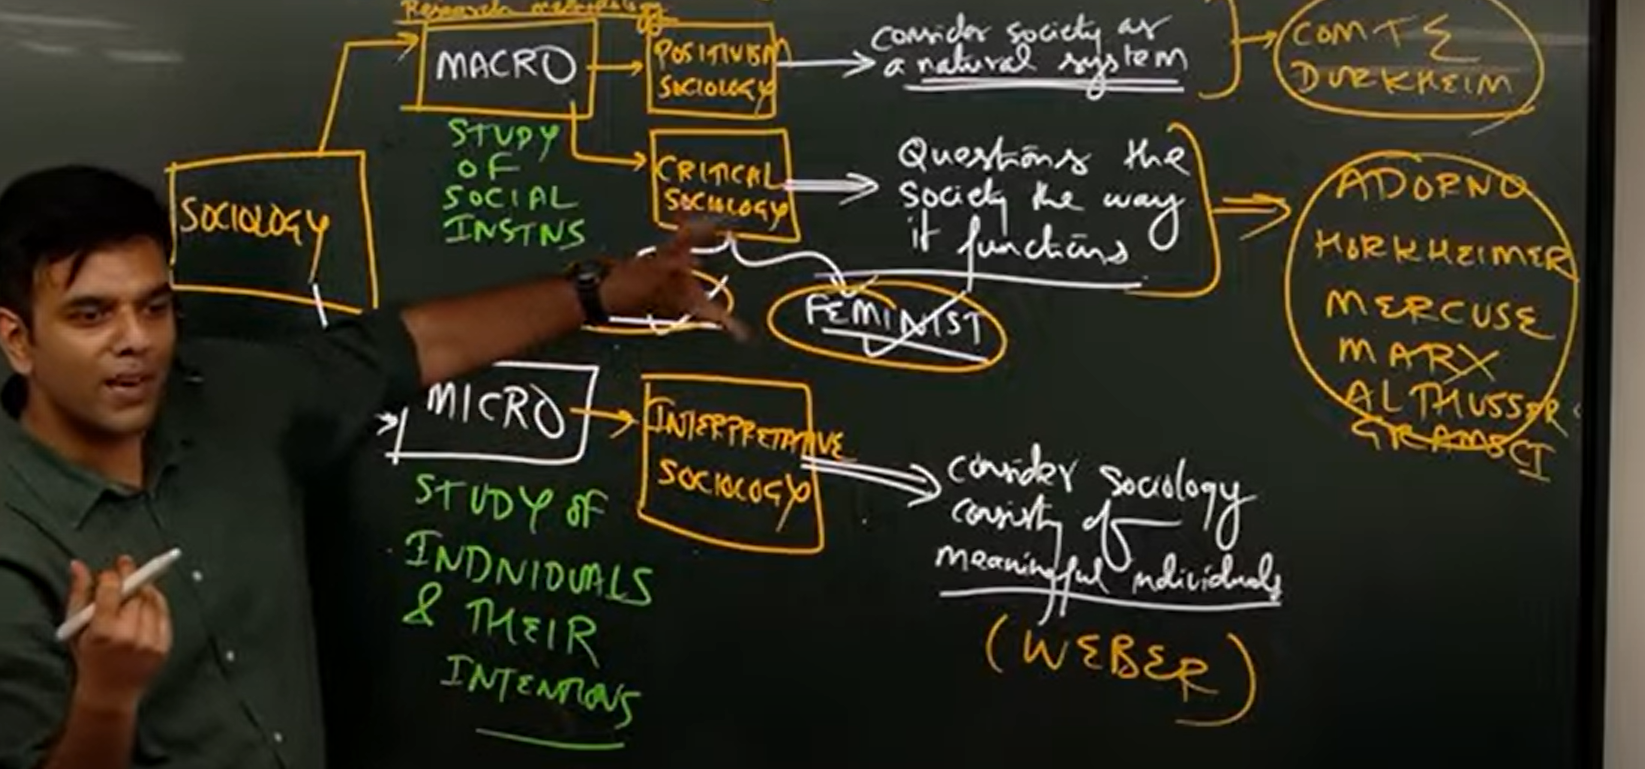 Research methodology
MACRO
POSITIVISM
SOCIOLOGY
consider society as
a natural system
COMTE
DURKHEIM
SOCIOLOGY
STUDY
OF
SOCIAL
INSTNS
CRITICAL
SOCIOLOGY
Questions the
society the way
it functions
ADORNO
HORKHEIMER
MERCUSE
MARX
ALTHUSSER
GRAMSCI
FEMINIST
MICRO
INTERPRETATIVE
SOCIOLOGY
consider sociology
consistg of
meaningful individuals
(WEBER)
STUDY OF
INDIVIDUALS
& THEIR
INTENTIONS